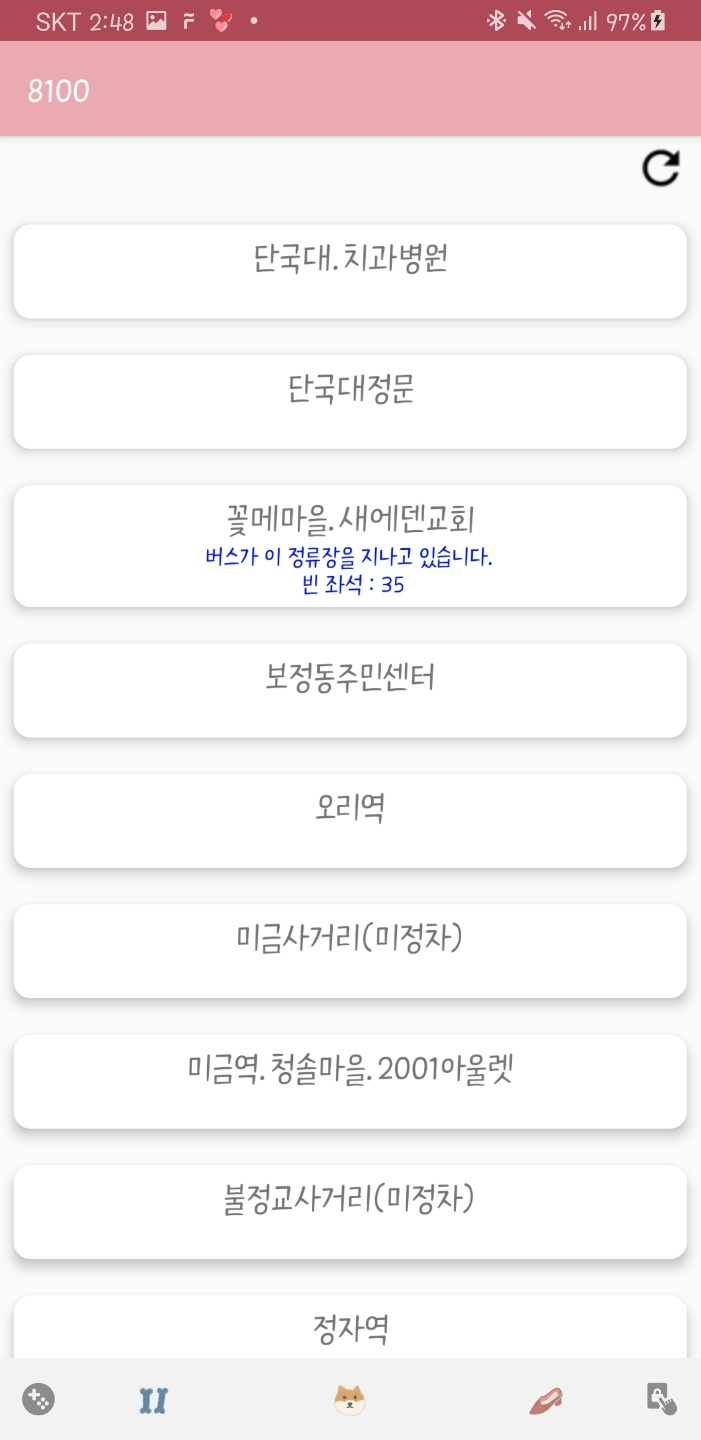 SKT 2:48
97%
8100
단국대.치과병원
단국대정문
꽃메마을.새에덴교회
버스가 이 정류장을 지나고 있습니다.
빈 좌석 : 35
보정동주민센터
오리역
미금사거리(미정차)
미금역.청솔마을.2001아울렛
불정교사거리(미정차)
정자역